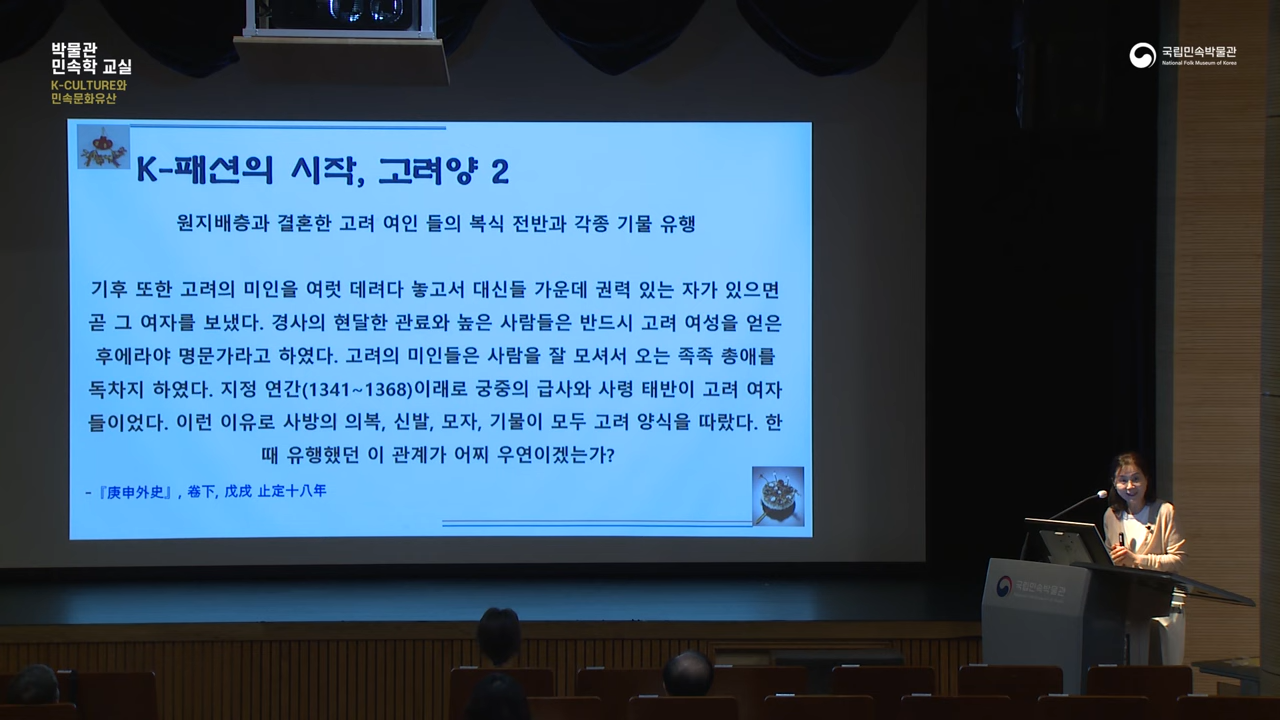 박물관
민속학 교실
K-CULTURE와
민속문화유산
국립민속박물관
National Folk Museum of Korea
K-패션의 시작, 고려양 2
원지배층과 결혼한 고려 여인 들의 복식 전반과 각종 기물 유행
기후 또한 고려의 미인을 여럿 데려다 놓고서 대신들 가운데 권력 있는 자가 있으면
곧 그 여자를 보냈다. 경사의 현달한 관료와 높은 사람들은 반드시 고려 여성을 얻은
후에라야 명문가라고 하였다. 고려의 미인들은 사람을 잘 모셔서 오는 족족 총애를
독차지 하였다. 지정 연간(1341~1368)이래로 궁중의 급사와 사령 태반이 고려 여자
들이었다. 이런 이유로 사방의 의복, 신발, 모자, 기물이 모두 고려 양식을 따랐다. 한
때 유행했던 이 관계가 어찌 우연이겠는가?
-『庚申外史』, 卷下, 戊戌 止定十八年
국립민속박물관